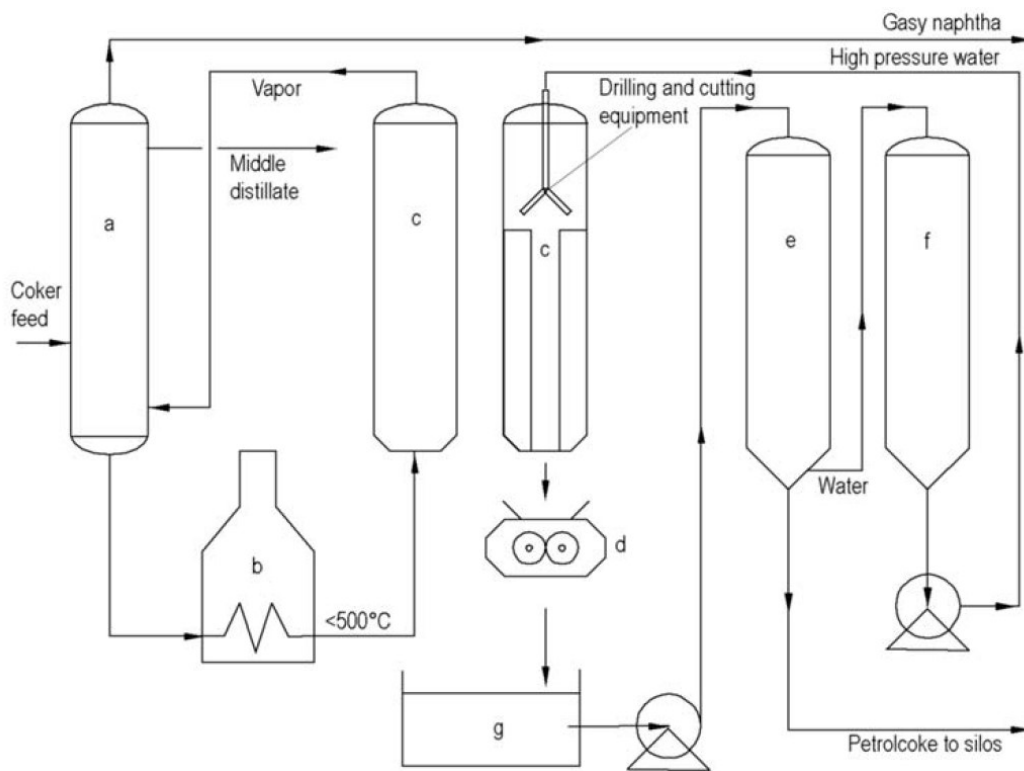 Gasy naphtha
High pressure water
Vapor
Drilling and cutting
equipment
Middle
distillate
a
c
c
e
f
Coker
feed
Water
b
d
<500°C
g
Petrolcoke to silos